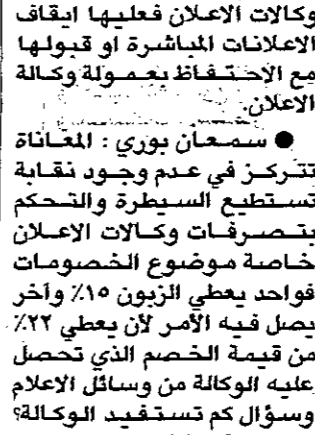 وكالات الاعلان فعليها ايقاف
الاعلانات المباشرة او قبولها
مع الاحتفاظ بعمولة وكالة
الاعلان.
● سمعان بوري : المعاناة
تتركز في عدم وجود نقابة
تستطيع السيطرة والتحكم
بتصرفات وكالات الاعلان
خاصة موضوع الخصومات
فواحد يعطي الزبون ١٥٪ وآخر
يصل فيه الأمر لأن يعطي ٢٢٪
من قيمة الخصم الذي تحصل
عليه الوكالة من وسائل الاعلام
وسؤال كم تستفيد الوكالة؟